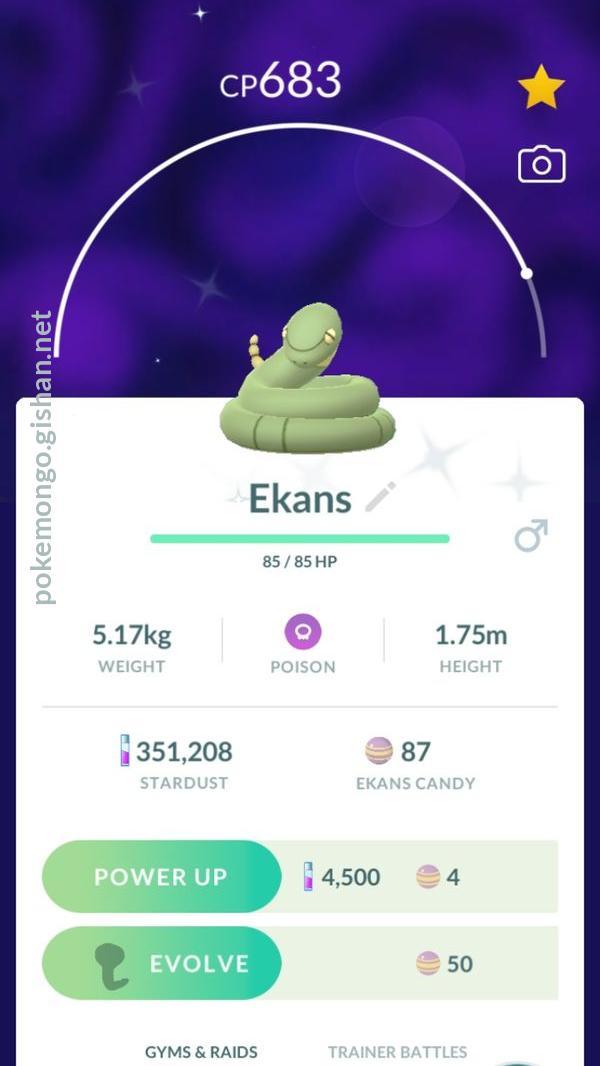 CP683
pokemongo.gishan.net
Ekans
85 / 85 HP
5.17kg
WEIGHT
POISON
1.75m
HEIGHT
351,208
STARDUST
87
EKANS CANDY
POWER UP 4,500 4
EVOLVE 50
GYMS & RAIDS TRAINER BATTLES